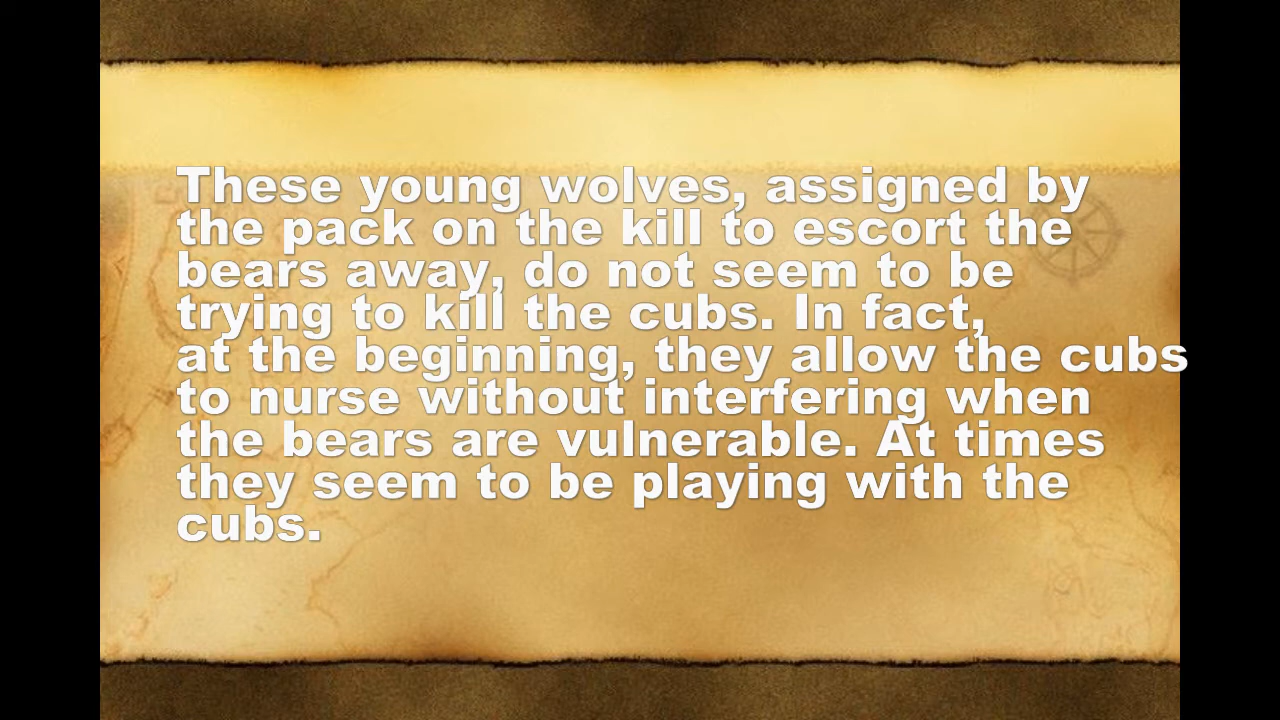 These young wolves, assigned by
the pack on the kill to escort the
bears away, do not seem to be
trying to kill the cubs. In fact,
at the beginning, they allow the cubs
to nurse without interfering when
the bears are vulnerable. At times
they seem to be playing with the
cubs.